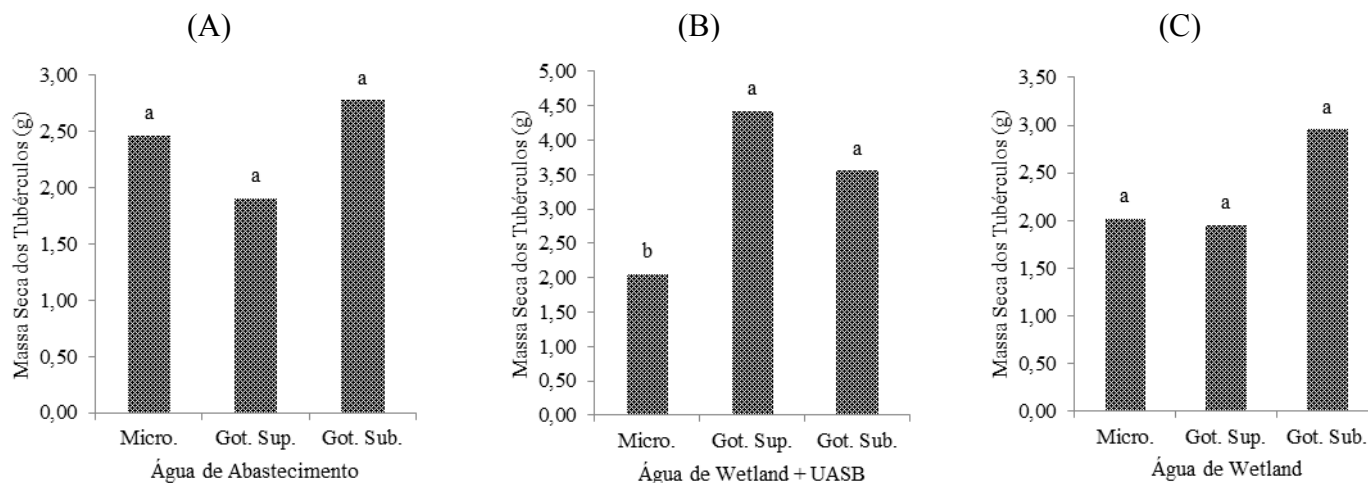 (A)
Massa Seca dos Tubérculos (g)
3,00
2,50
2,00
1,50
1,00
0,50
0,00
a
a
a
Micro.
Got. Sup.
Got. Sub.
Água de Abastecimento
(B)
Massa Seca dos Tubérculos (g)
5,00
4,50
4,00
3,50
3,00
2,50
2,00
1,50
1,00
0,50
0,00
b
a
a
Micro.
Got. Sup.
Got. Sub.
Água de Wetland + UASB
(C)
Massa Seca dos Tubérculos (g)
3,50
3,00
2,50
2,00
1,50
1,00
0,50
0,00
a
a
a
Micro.
Got. Sup.
Got. Sub.
Água de Wetland